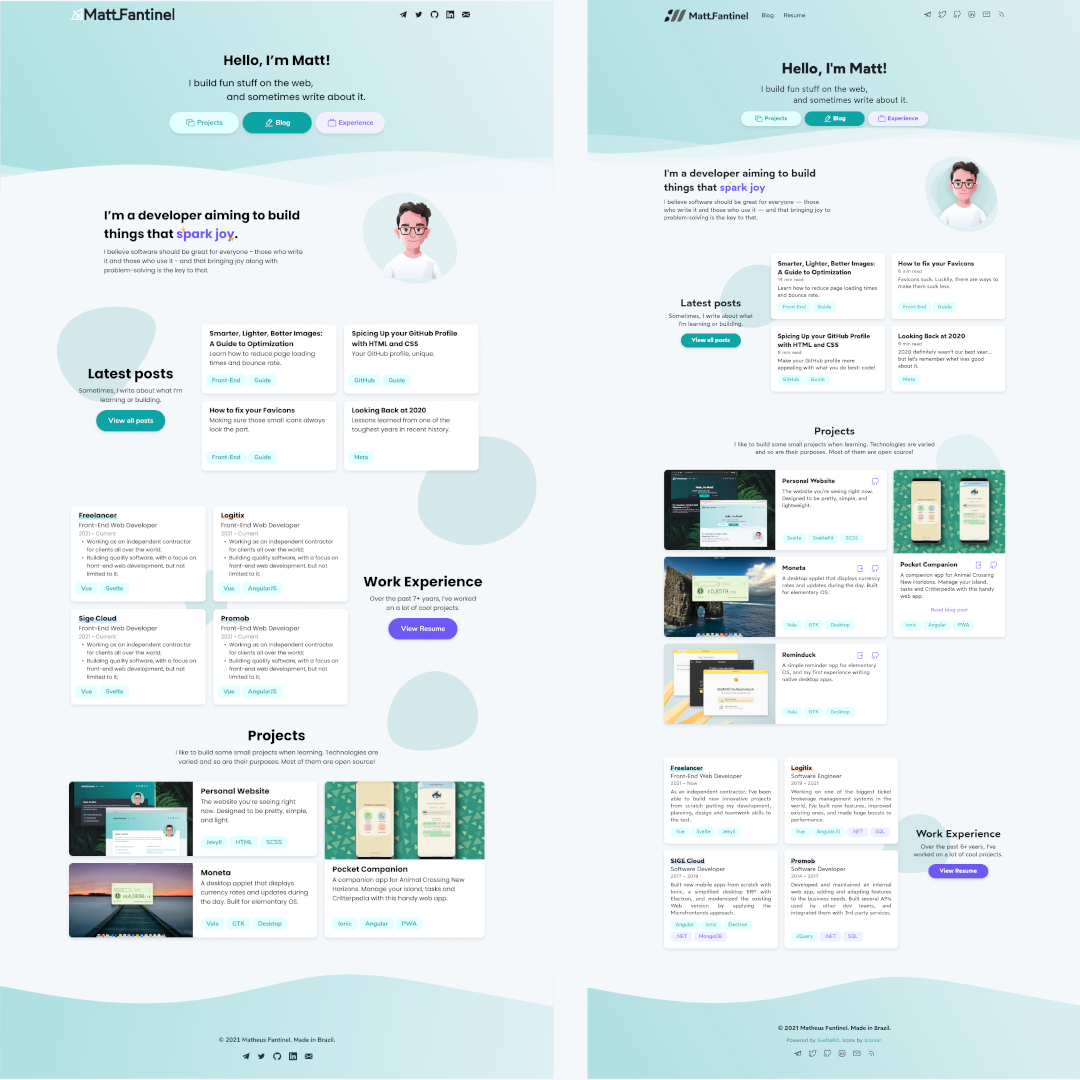 Matt.Fantinel
Hello, I’m Matt!
I build fun stuff on the web,
and sometimes write about it.
Projects
Blog
Experience
I’m a developer aiming to build
things that spark joy.
I believe software should be great for everyone - those who write
it and those who use it - and that bringing joy along with
problem-solving is the key to that.
Latest posts
Sometimes, I write about what I’m
learning or building.
View all posts
Smarter, Lighter, Better Images:
A Guide to Optimization
Learn how to reduce page loading
times and bounce rate.
Front-End Guide
Spicing Up your GitHub Profile
with HTML and CSS
Your GitHub profile, unique.
GitHub Guide
How to fix your Favicons
Making sure those small icons always
look the part.
Front-End Guide
Looking Back at 2020
Lessons learned from one of the
toughest years in recent history.
Meta
Freelancer
Front-End Web Developer
2021 - Current
• Working as an independent contractor
for clients all over the world;
• Building quality software, with a focus on
front-end web development, but not
limited to it;
Vue Svelte
Logitix
Front-End Web Developer
2021 - Current
• Working as an independent contractor
for clients all over the world;
• Building quality software, with a focus on
front-end web development, but not
limited to it;
Vue AngularJS
Sige Cloud
Front-End Web Developer
2021 - Current
• Working as an independent contractor
for clients all over the world;
• Building quality software, with a focus on
front-end web development, but not
limited to it;
Vue Svelte
Promob
Front-End Web Developer
2021 - Current
• Working as an independent contractor
for clients all over the world;
• Building quality software, with a focus on
front-end web development, but not
limited to it;
Vue AngularJS
Work Experience
Over the past 7+ years, I’ve worked
on a lot of cool projects.
View Resume
Projects
I like to build some small projects when learning. Technologies are
varied and so are their purposes. Most of them are open source!
Personal Website
The website you’re seeing right
now. Designed to be pretty, simple,
and light.
Jekyll HTML SCSS
Moneta
A desktop applet that displays
currency rates and updates during
the day. Built for elementary OS.
Vala GTK Desktop
Pocket Companion
A companion app for Animal Crossing New
Horizons. Manage your island, tasks and
Critterpedia with this handy web app.
Ionic Angular PWA
© 2021 Matheus Fantinel. Made in Brazil.
Matt.Fantinel
Blog
Resume
Hello, I'm Matt!
I build fun stuff on the web,
and sometimes write about it.
Projects
Blog
Experience
I'm a developer aiming to build
things that spark joy
I believe software should be great for everyone — those
who write it and those who use it — and that bringing joy
problem-solving is the key to that.
Latest posts
Sometimes, I write about what
I'm learning or building.
View all posts
Smarter, Lighter, Better Images:
A Guide to Optimization
14 min read
Learn how to reduce page loading times
and bounce rate.
Front-End Guide
How to fix your Favicons
6 min read
Favicons suck. Luckily, there are ways to
make them suck less.
Front-End Guide
Spicing Up your GitHub Profile
with HTML and CSS
6 min read
Make your GitHub profile more
appealing with what you do best: code!
GitHub Guide
Looking Back at 2020
6 min read
2020 definitely wasn't our best year...
but let's remember what was good
about it.
Meta
Projects
I like to build some small projects when learning. Technologies are varied
and so are their purposes. Most of them are open source!
Personal Website
The website you're seeing right now.
Designed to be pretty, simple, and
lightweight.
Svelte SvelteKit SCSS
Moneta
A desktop applet that displays currency
rates and updates during the day. Built
for elementary OS.
Vala GTK Desktop
Reminduck
A simple reminder app for elementary
OS, and my first experience writing
native desktop apps.
Vala GTK Desktop
Pocket Companion
A companion app for Animal Crossing
New Horizons. Manage your island,
tasks and Critterpedia with this handy
web app.
Read blog post
Ionic Angular PWA
Freelancer
Front-End Web Developer
2021 - Now
As an independent contractor, I've been
able to build new innovative projects
from scratch putting my development,
planning, design and teamwork skills to
the test.
Vue Svelte Jekyll
Logitix
Software Engineer
2019 - 2021
Working on one of the biggest ticket
brokerage management systems in the
world, I've built new features, improved
existing ones, and made huge boosts to
performance.
Vue AngularJS .NET SQL
SIGE Cloud
Software Developer
2017 - 2019
Built new mobile apps from scratch with
Ionic, a simplified desktop ERP with
Electron, and modernized the existing
Web version by applying the
Microfrontends approach.
Angular Ionic Electron
.NET MongoDB
Promob
Software Developer
2014 - 2017
Developed and maintained an internal
web app, adding and adapting features
to the business needs. Built several APIs
used by other dev teams, and
integrated them with 3rd-party services.
JQuery .NET SQL
Work Experience
Over the past 6+ years, I've
worked on a lot of cool projects.
View Resume
© 2021 Matheus Fantinel. Made in Brazil.
Powered by SvelteKit. Icons by Iconoir.